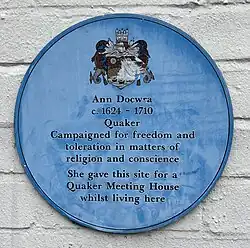 Ann Docwra
c. 1624 - 1710
Quaker
Campaigned for freedom and
toleration in matters of
religion and conscience
She gave this site for a
Quaker Meeting House
whilst living here